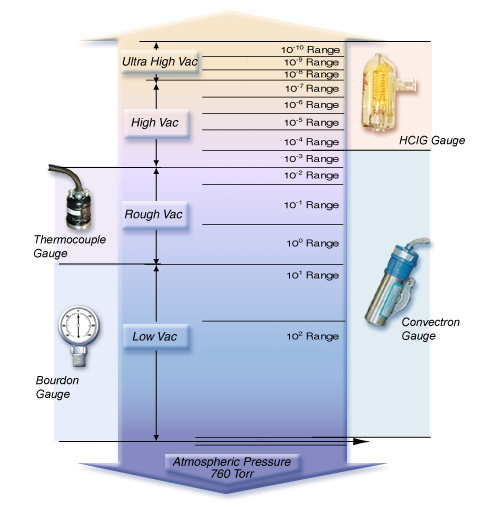 Ultra High Vac
10⁻¹⁰ Range
10⁻⁹ Range
10⁻⁸ Range
10⁻⁷ Range
10⁻⁶ Range
High Vac
10⁻⁵ Range
10⁻⁴ Range
HCIG Gauge
10⁻³ Range
10⁻² Range
Rough Vac
10⁻¹ Range
Thermocouple
Gauge
10⁰ Range
10¹ Range
Convectron
Gauge
Low Vac
10² Range
Bourdon
Gauge
Atmospheric Pressure
760 Torr